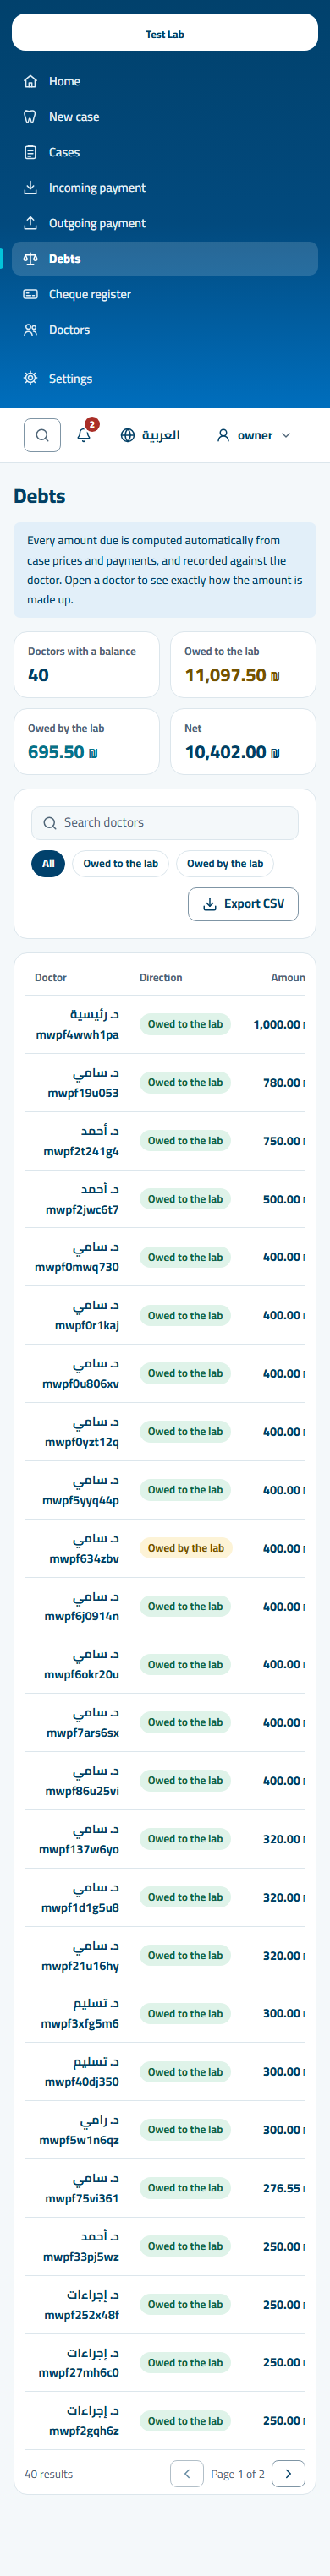 Test Lab
Home
New case
Cases
Incoming payment
Outgoing payment
Debts
Cheque register
Doctors
Settings
2
العربية
owner
Debts
Every amount due is computed automatically from
case prices and payments, and recorded against the
doctor. Open a doctor to see exactly how the amount is
made up.
Doctors with a balance
40
Owed to the lab
11,097.50 ₪
Owed by the lab
695.50 ₪
Net
10,402.00 ₪
Search doctors
All
Owed to the lab
Owed by the lab
Export CSV
Doctor Direction Amoun
د. رئيسية
mwpf4wwh1pa Owed to the lab 1,000.00
د. سامي
mwpf19u053 Owed to the lab 780.00
د. أحمد
mwpf2t241g4 Owed to the lab 750.00
د. أحمد
mwpf2jwc6t7 Owed to the lab 500.00
د. سامي
mwpf0mwq730 Owed to the lab 400.00
د. سامي
mwpf0r1kaj Owed to the lab 400.00
د. سامي
mwpf0u806xv Owed to the lab 400.00
د. سامي
mwpf0yzt12q Owed to the lab 400.00
د. سامي
mwpf5yyq44p Owed to the lab 400.00
د. سامي
mwpf634zbv Owed by the lab 400.00
د. سامي
mwpf6j0914n Owed to the lab 400.00
د. سامي
mwpf6okr20u Owed to the lab 400.00
د. سامي
mwpf7ars6sx Owed to the lab 400.00
د. سامي
mwpf86u25vi Owed to the lab 400.00
د. سامي
mwpf137w6yo Owed to the lab 320.00
د. سامي
mwpf1d1g5u8 Owed to the lab 320.00
د. سامي
mwpf21u16hy Owed to the lab 320.00
د. تسليم
mwpf3xfg5m6 Owed to the lab 300.00
د. تسليم
mwpf40dj350 Owed to the lab 300.00
د. رامي
mwpf5w1n6qz Owed to the lab 300.00
د. سامي
mwpf75vi361 Owed to the lab 276.55
د. أحمد
mwpf33pj5wz Owed to the lab 250.00
د. إجراءات
mwpf252x48f Owed to the lab 250.00
د. إجراءات
mwpf27mh6c0 Owed to the lab 250.00
د. إجراءات
mwpf2gqh6z Owed to the lab 250.00
40 results
Page 1 of 2